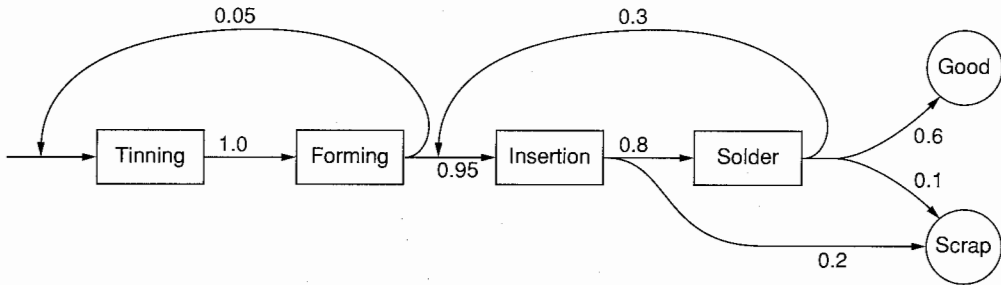 0.05
0.3
Good
Tinning
1.0
Forming
0.95
Insertion
0.8
Solder
0.6
0.1
Scrap
0.2